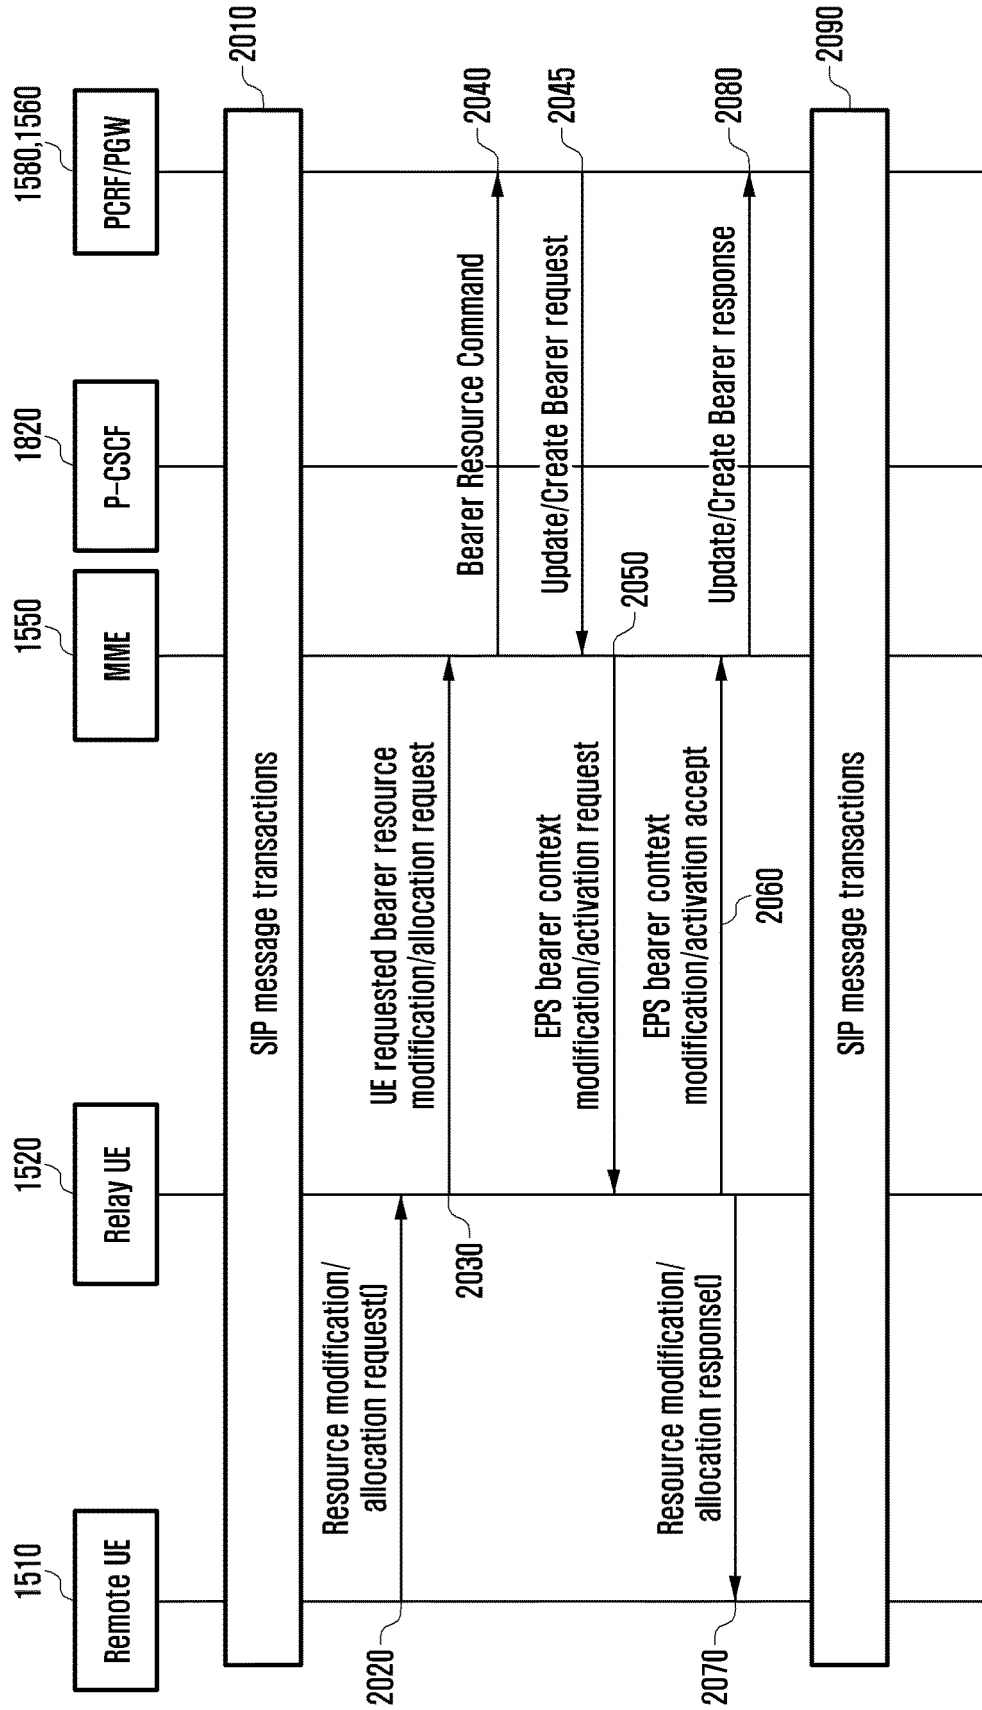 1510
1520
1550
1820
1580,1560
Remote UE
Relay UE
MME
P-CSCF
PCRF/PGW
2010
SIP message transactions
Resource modification/
allocation request()
2020
UE requested bearer resource
modification/allocation request
2030
Bearer Resource Command
2040
Update/Create Bearer request
2045
EPS bearer context
modification/activation request
2050
EPS bearer context
modification/activation accept
2060
Resource modification/
allocation response()
2070
Update/Create Bearer response
2080
SIP message transactions
2090